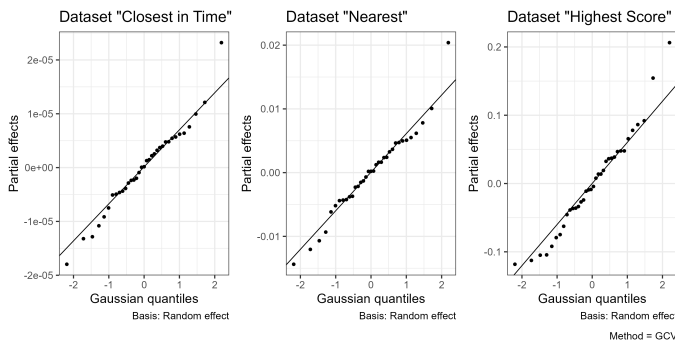 Dataset "Closest in Time"
Partial effects
2e-05
1e-05
0e+00
-1e-05
-2e-05
-2 -1 0 1 2
Gaussian quantiles
Basis: Random effect
Dataset "Nearest"
Partial effects
0.02
0.01
0.00
-0.01
-2 -1 0 1 2
Gaussian quantiles
Basis: Random effect
Dataset "Highest Score"
Partial effects
0.2
0.1
0.0
-0.1
-2 -1 0 1 2
Gaussian quantiles
Basis: Random effect
Method = GCV